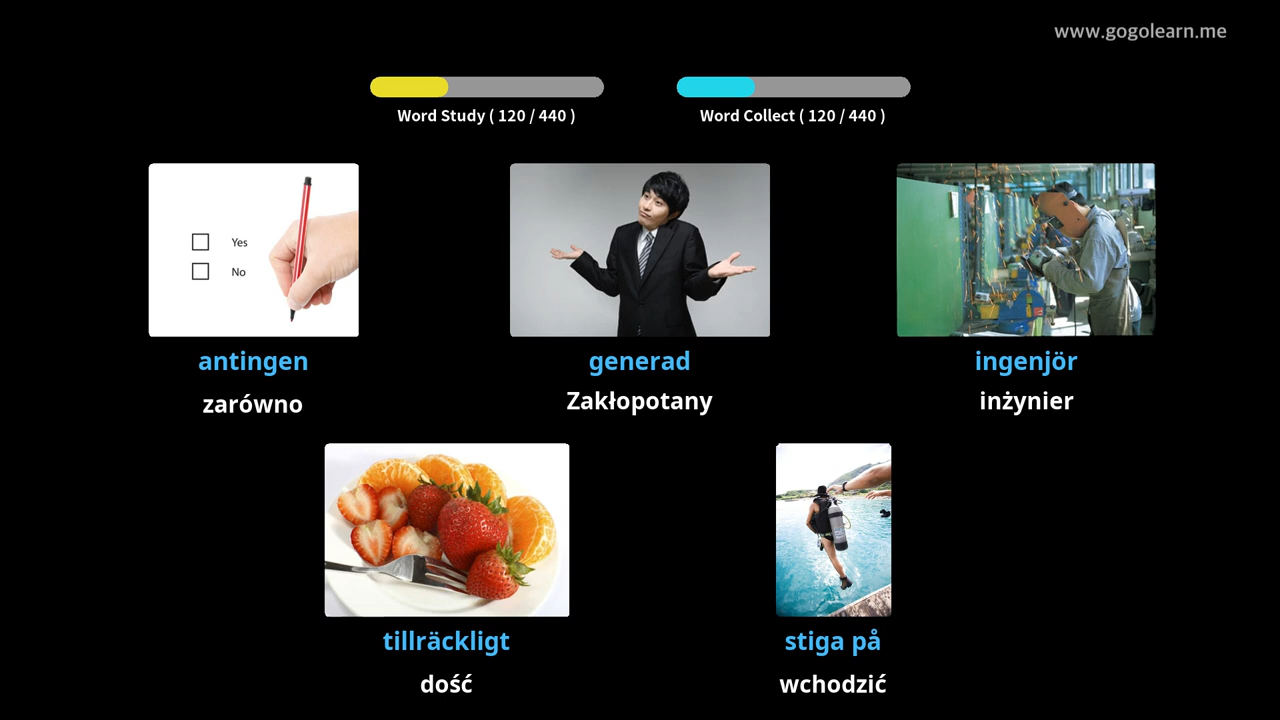 www.gogolearn.me
Word Study ( 120 / 440 )
Word Collect ( 120 / 440 )
Yes
No
antingen
zarówno
generad
Zakłopotany
ingenjör
inżynier
tillräckligt
dość
stiga på
wchodzić